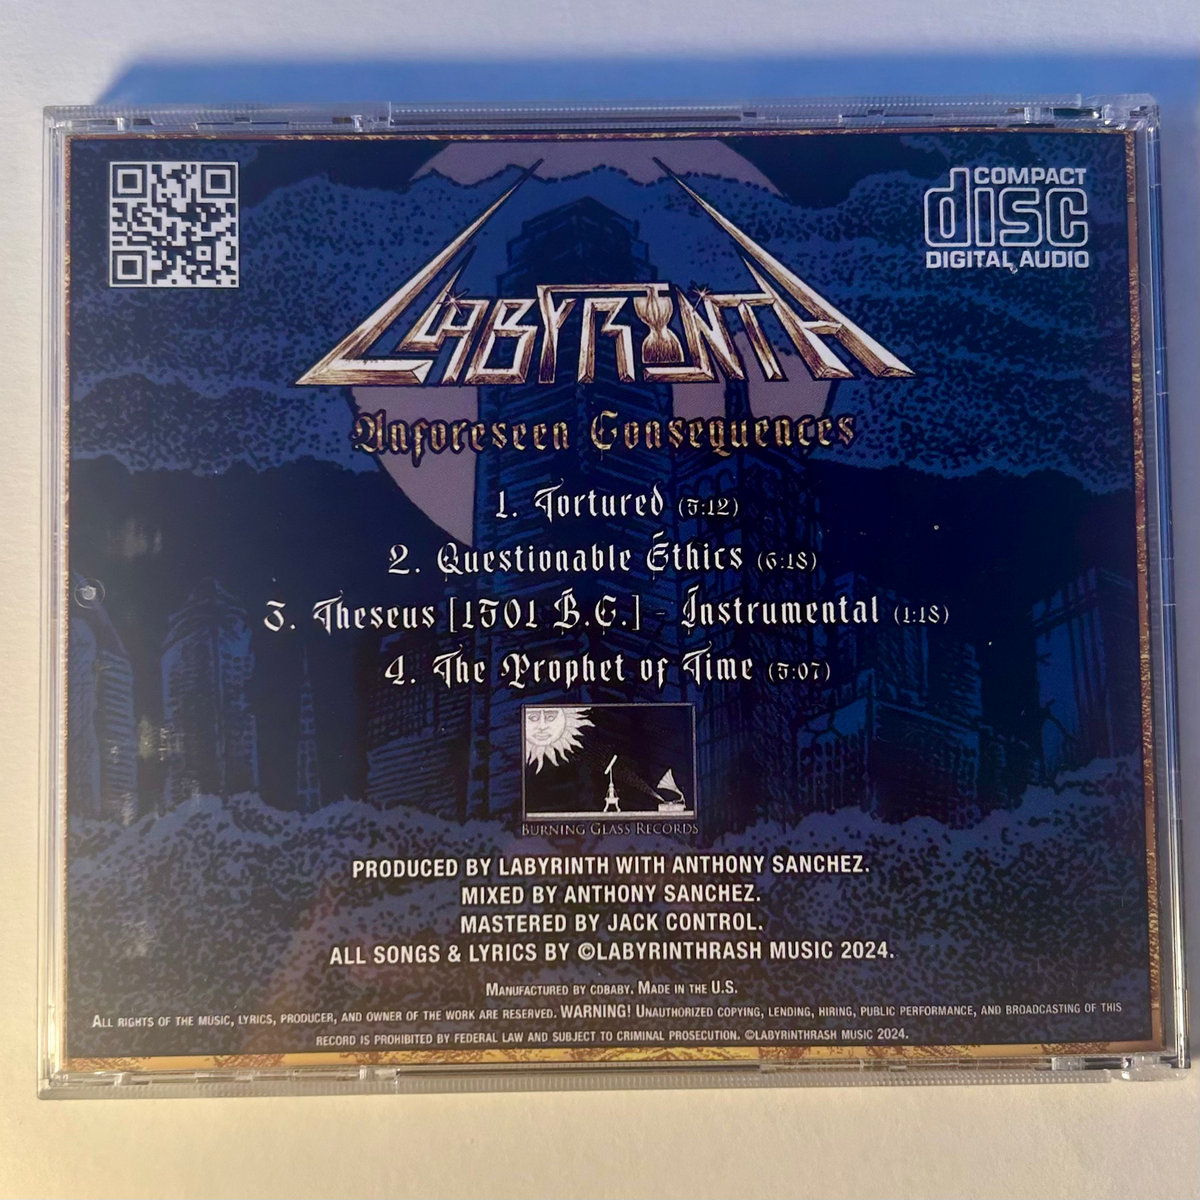 COMPACT
disc
DIGITAL AUDIO
LABYRINTH
Unforeseen Consequences
1. Tortured (5:12)
2. Questionable Ethics (6:18)
3. Theseus [1501 B.C.] - Instrumental (1:18)
4. The Prophet of Time (5:07)
BURNING GLASS RECORDS
PRODUCED BY LABYRINTH WITH ANTHONY SANCHEZ.
MIXED BY ANTHONY SANCHEZ.
MASTERED BY JACK CONTROL.
ALL SONGS & LYRICS BY ©LABYRINTHRASH MUSIC 2024.
MANUFACTURED BY CDBABY. MADE IN THE U.S.
ALL RIGHTS OF THE MUSIC, LYRICS, PRODUCER, AND OWNER OF THE WORK ARE RESERVED. WARNING! UNAUTHORIZED COPYING, LENDING, HIRING, PUBLIC PERFORMANCE, AND BROADCASTING OF THIS
RECORD IS PROHIBITED BY FEDERAL LAW AND SUBJECT TO CRIMINAL PROSECUTION. ©LABYRINTHRASH MUSIC 2024.